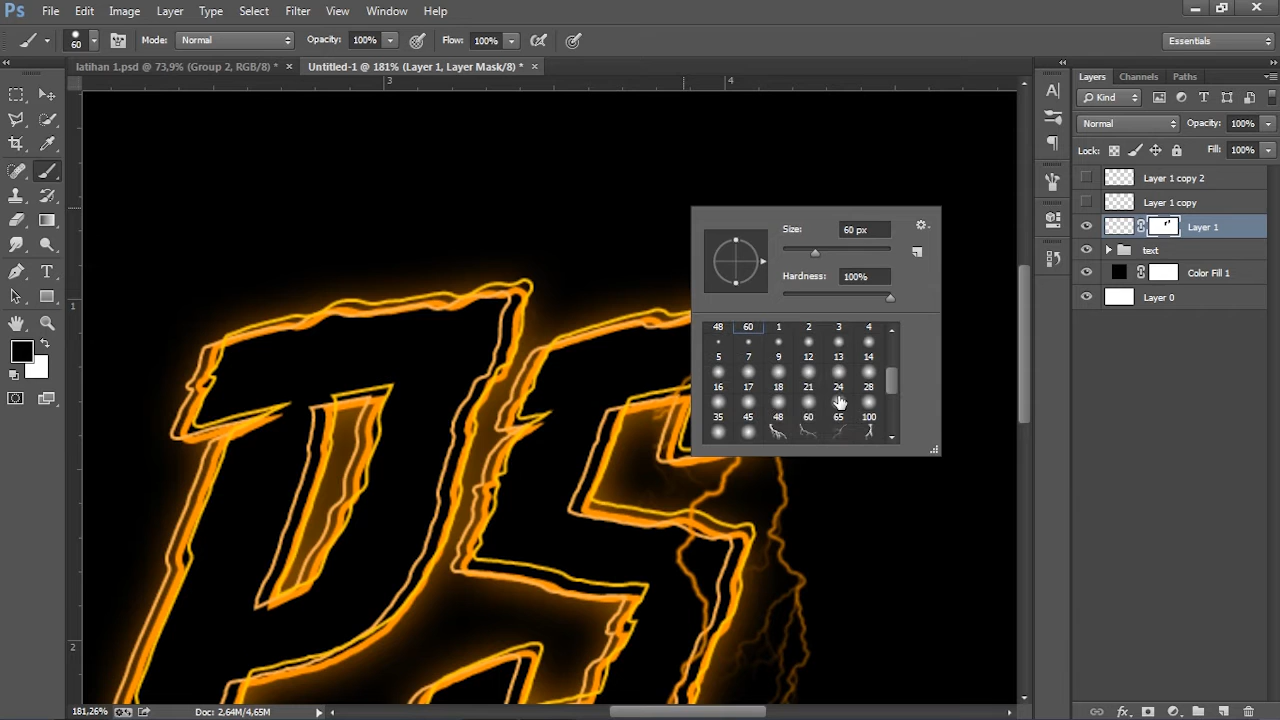 Ps File Edit Image Layer Type Select Filter View Window Help
60 Mode: Normal Opacity: 100% Flow: 100% Essentials
latihan 1.psd @ 73,9% (Group 2, RGB/8) * × Untitled-1 @ 181% (Layer 1, Layer Mask/8) * ×
3 4
1
2
Size: 60 px
Hardness: 100%
48 60 1 2 3 4
5 7 9 12 13 14
16 17 18 21 24 28
35 45 48 60 65 100
Layers Channels Paths
Kind
Normal Opacity: 100%
Lock: Fill: 100%
Layer 1 copy 2
Layer 1 copy
Layer 1
text
Color Fill 1
Layer 0
181,26% Doc: 2,64M/4,65M